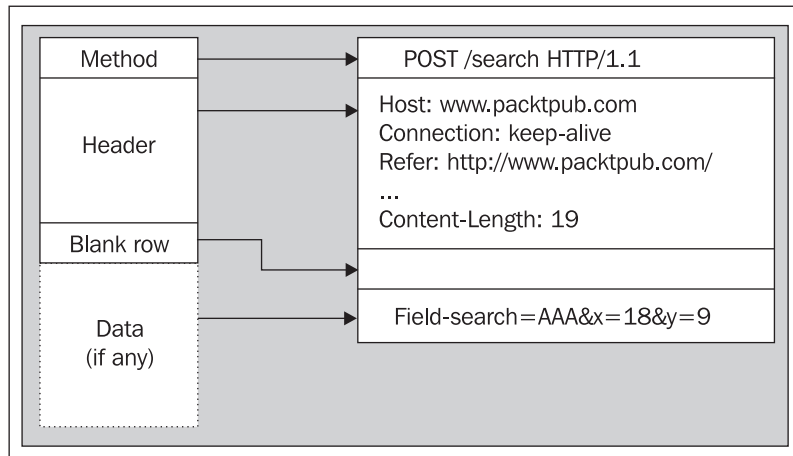 Method
POST /search HTTP/1.1
Header
Host: www.packtpub.com
Connection: keep-alive
Refer: http://www.packtpub.com/
...
Content-Length: 19
Blank row
Data
(if any)
Field-search=AAA&x=18&y=9